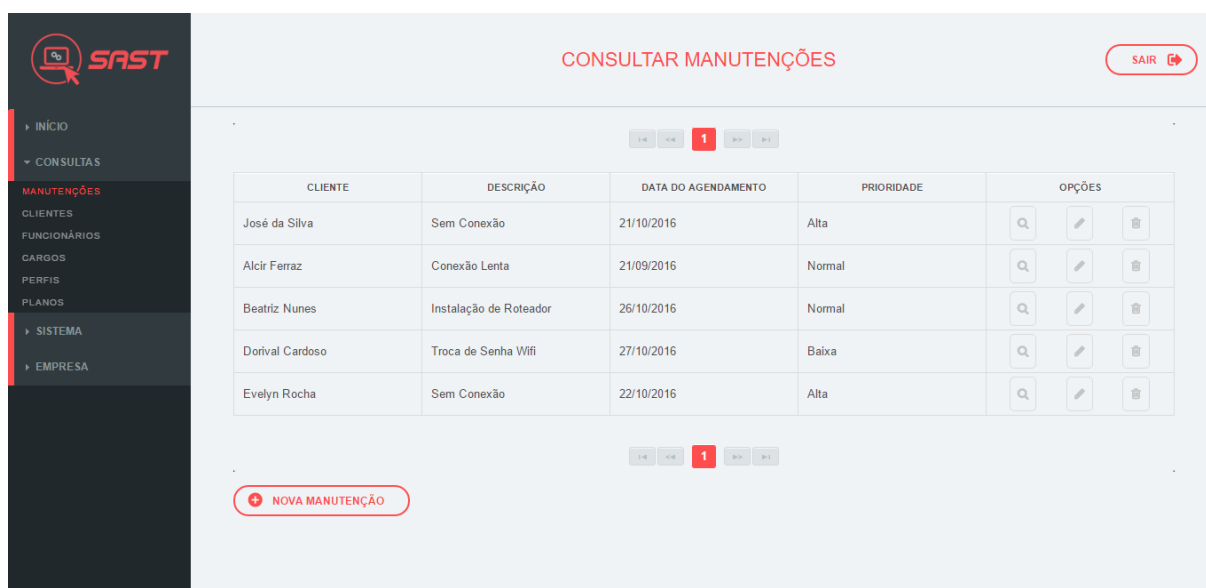 SAST
CONSULTAR MANUTENÇÕES
SAIR
INÍCIO
CONSULTAS
MANUTENÇÕES
CLIENTES
FUNCIONÁRIOS
CARGOS
PERFIS
PLANOS
SISTEMA
EMPRESA
1
CLIENTE DESCRIÇÃO DATA DO AGENDAMENTO PRIORIDADE OPÇÕES
José da Silva Sem Conexão 21/10/2016 Alta
Alcir Ferraz Conexão Lenta 21/09/2016 Normal
Beatriz Nunes Instalação de Roteador 26/10/2016 Normal
Dorival Cardoso Troca de Senha Wifi 27/10/2016 Baixa
Evelyn Rocha Sem Conexão 22/10/2016 Alta
1
NOVA MANUTENÇÃO